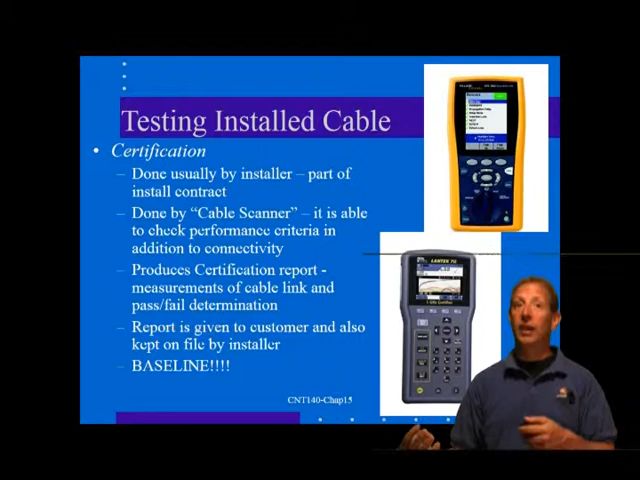 Testing Installed Cable
• Certification
– Done usually by installer – part of
install contract
– Done by “Cable Scanner” – it is able
to check performance criteria in
addition to connectivity
– Produces Certification report -
measurements of cable link and
pass/fail determination
– Report is given to customer and also
kept on file by installer
– BASELINE!!!!
LANTEK 7G
CNT140-Chap15